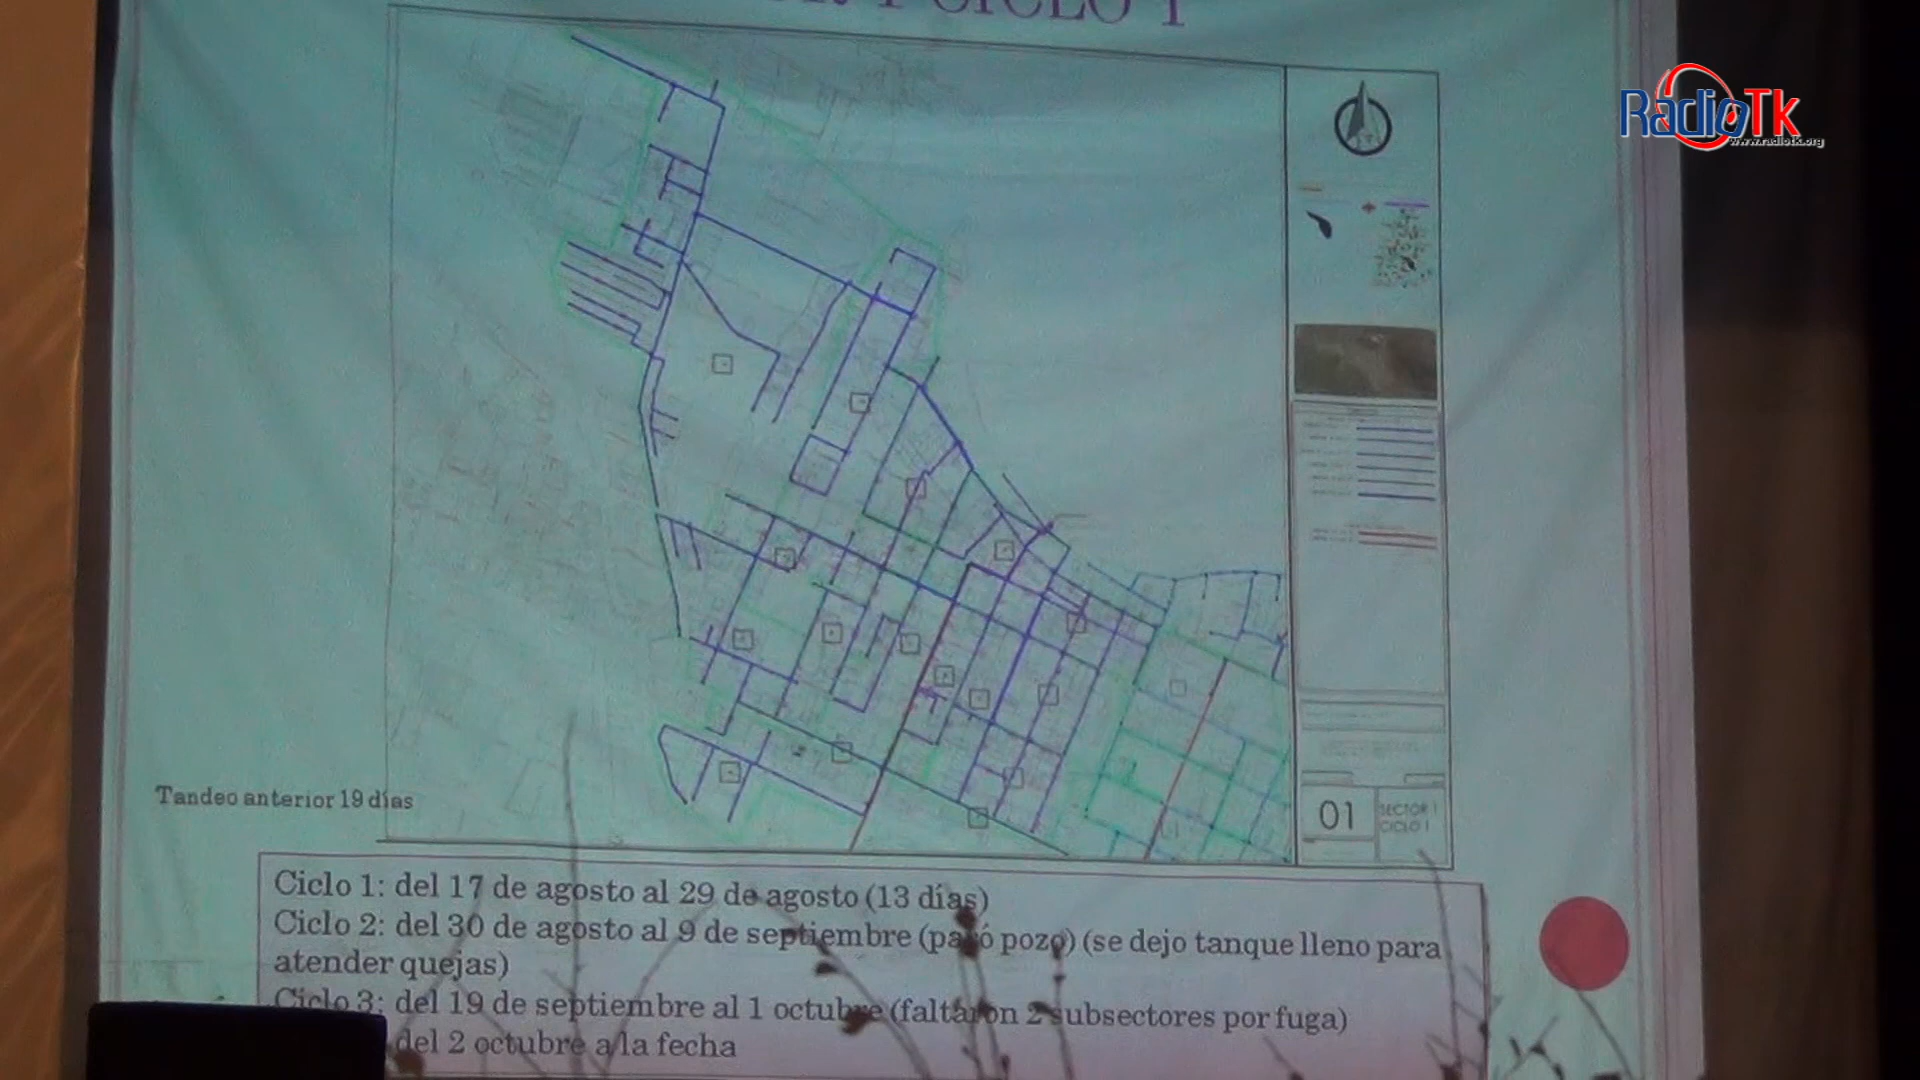 CICLO 1
RadioTk
www.radiotk.org
Tandeo anterior 19 días
01
SECTOR 1
CICLO 1
Ciclo 1: del 17 de agosto al 29 de agosto (13 días)
Ciclo 2: del 30 de agosto al 9 de septiembre (paró pozo) (se dejo tanque lleno para
atender quejas)
Ciclo 3: del 19 de septiembre al 1 octubre (faltaron 2 subsectores por fuga)
del 2 octubre a la fecha